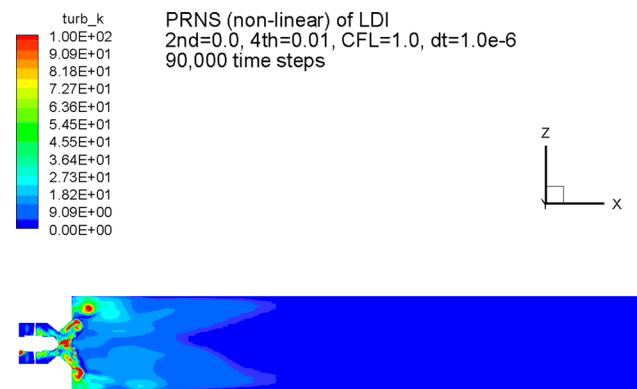 turb_k
1.00E+02
9.09E+01
8.18E+01
7.27E+01
6.36E+01
5.45E+01
4.55E+01
3.64E+01
2.73E+01
1.82E+01
9.09E+00
0.00E+00
PRNS (non-linear) of LDI
2nd=0.0, 4th=0.01, CFL=1.0, dt=1.0e-6
90,000 time steps
Z
Y
X